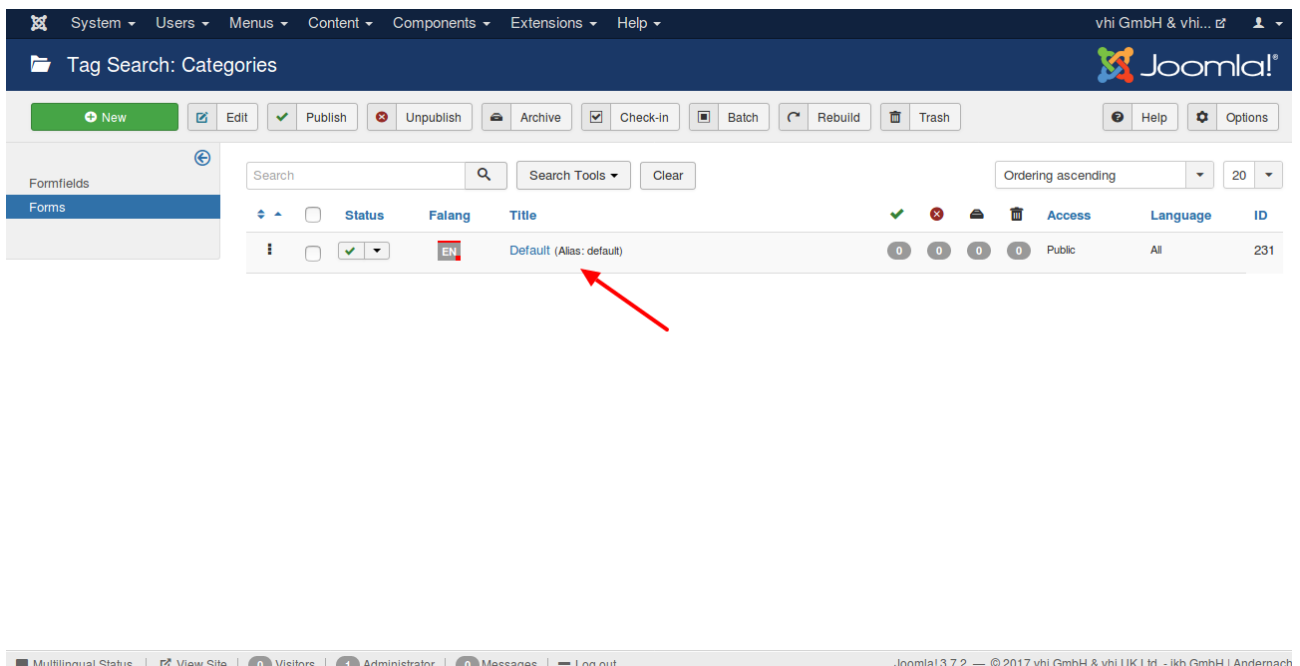 System Users Menus Content Components Extensions Help vhi GmbH & vhi...
Tag Search: Categories Joomla!®
New Edit Publish Unpublish Archive Check-in Batch Rebuild Trash Help Options
Search Search Tools Clear Ordering ascending 20
Formfields
Forms
Status Falang Title Access Language ID
EN Default (Alias: default) 0 0 0 0 Public All 231
Multilingual Status View Site 0 Visitors 1 Administrator 0 Messages Log out Joomla! 3.7.2 — © 2017 vhi GmbH & vhi UK Ltd. - ikb GmbH | Andernach